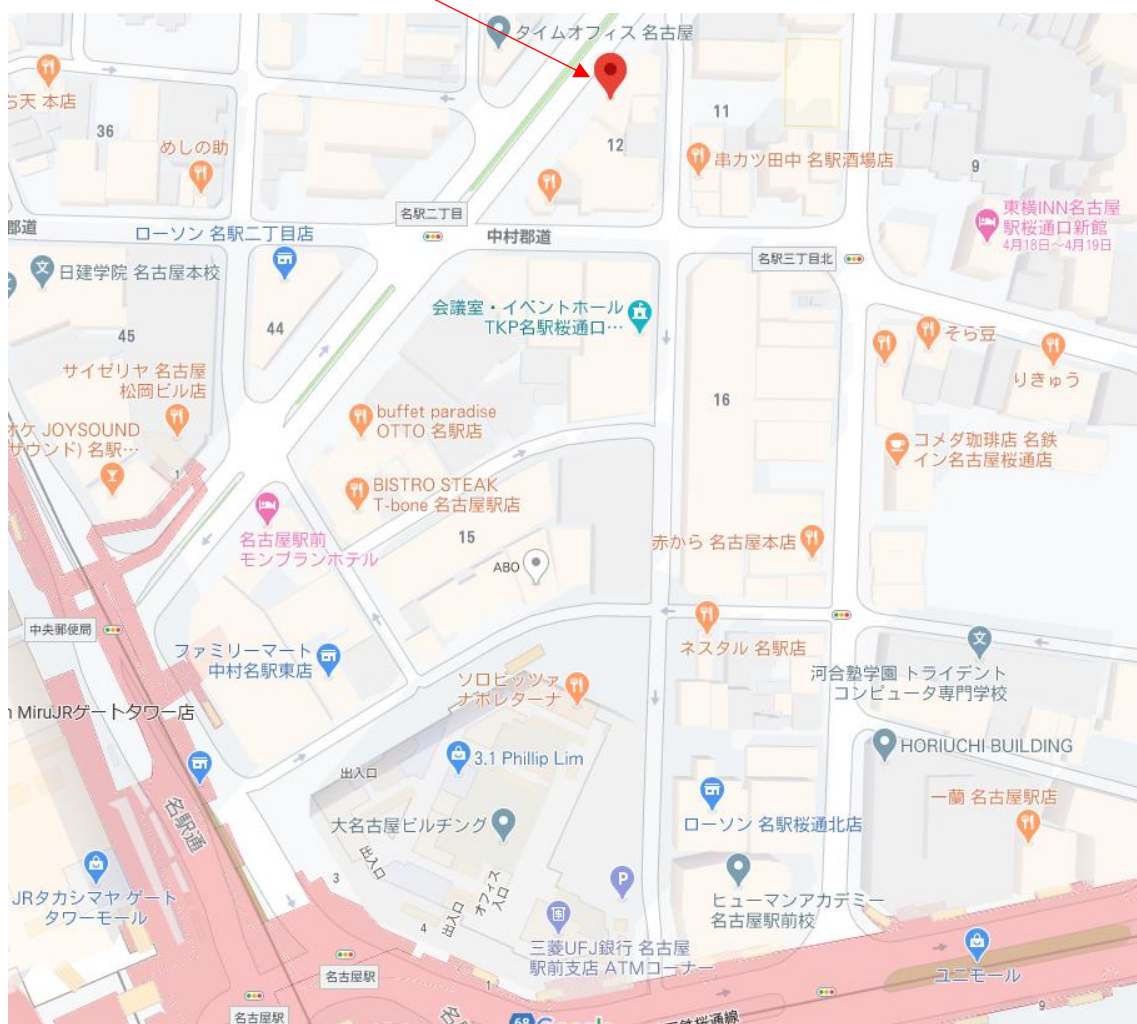 タイムオフィス 名古屋
ち天 本店
36
めしの助
12
11
串カツ田中 名駅酒場店
9
東横INN名古屋
駅桜通口新館
4月18日~4月19日
名駅二丁目
郡道
ローソン 名駅二丁目店
中村郡道
名駅三丁目北
日建学院 名古屋本校
会議室・イベントホール
TKP名駅桜通口…
44
45
そら豆
りきゅう
サイゼリヤ 名古屋
松岡ビル店
buffet paradise
OTTO 名駅店
16
オケ JOYSOUND
サウンド) 名駅…
コメダ珈琲店 名鉄
イン名古屋桜通店
1
BISTRO STEAK
T-bone 名古屋駅店
名古屋駅前
モンブランホテル
15
赤から 名古屋本店
ABO
中央郵便局
ファミリーマート
中村名駅東店
ネスタル 名駅店
ソロピッツァ
ナポレターナ
河合塾学園 トライデント
コンピュータ専門学校
n MiruJRゲートタワー店
HORIUCHI BUILDING
3.1 Phillip Lim
出入口
一蘭 名古屋駅店
名駅通
大名古屋ビルヂング
ローソン 名駅桜通北店
出入口
JRタカシマヤ ゲート
タワーモール
3
オフィス
入口
P
ヒューマンアカデミー
名古屋駅前校
4
出入口
三菱UFJ銀行 名古屋
駅前支店 ATMコーナー
ユニモール
名古屋駅
1
9
名古屋駅
68